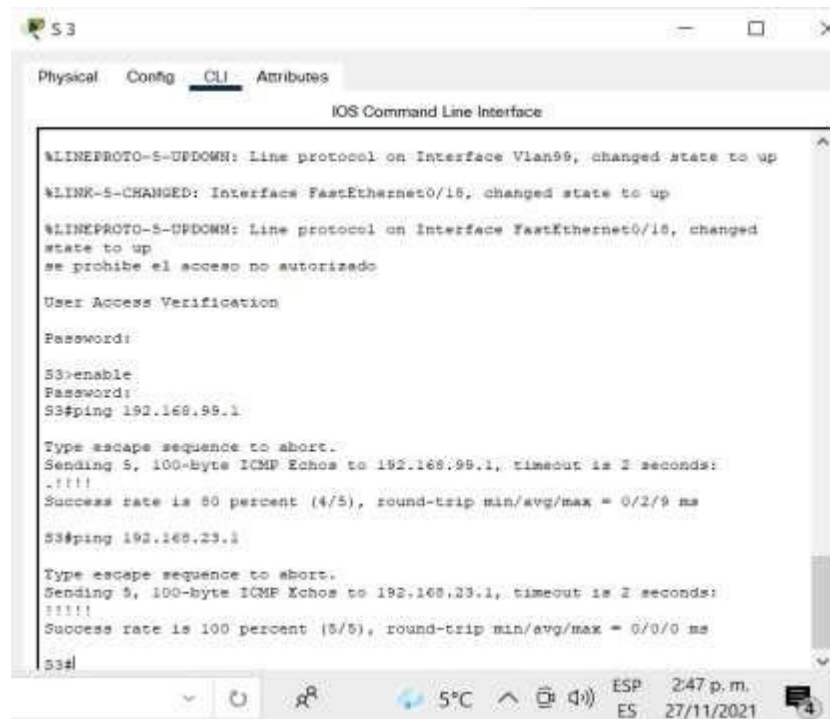 S3
Physical Config CLI Attributes
IOS Command Line Interface
%LINEPROTO-5-UPDOWN: Line protocol on Interface Vlan99, changed state to up
%LINK-5-CHANGED: Interface FastEthernet0/18, changed state to up
%LINEPROTO-5-UPDOWN: Line protocol on Interface FastEthernet0/18, changed
state to up
se prohibe el acceso no autorizado
User Access Verification
Password:
S3>enable
Password:
S3#ping 192.168.99.1
Type escape sequence to abort.
Sending 5, 100-byte ICMP Echos to 192.168.99.1, timeout is 2 seconds:
.!!!!
Success rate is 80 percent (4/5), round-trip min/avg/max = 0/2/9 ms
S3#ping 192.168.23.1
Type escape sequence to abort.
Sending 5, 100-byte ICMP Echos to 192.168.23.1, timeout is 2 seconds:
!!!!!
Success rate is 100 percent (5/5), round-trip min/avg/max = 0/0/0 ms
S3#
5°C ESP 2:47 p. m.
ES 27/11/2021 4